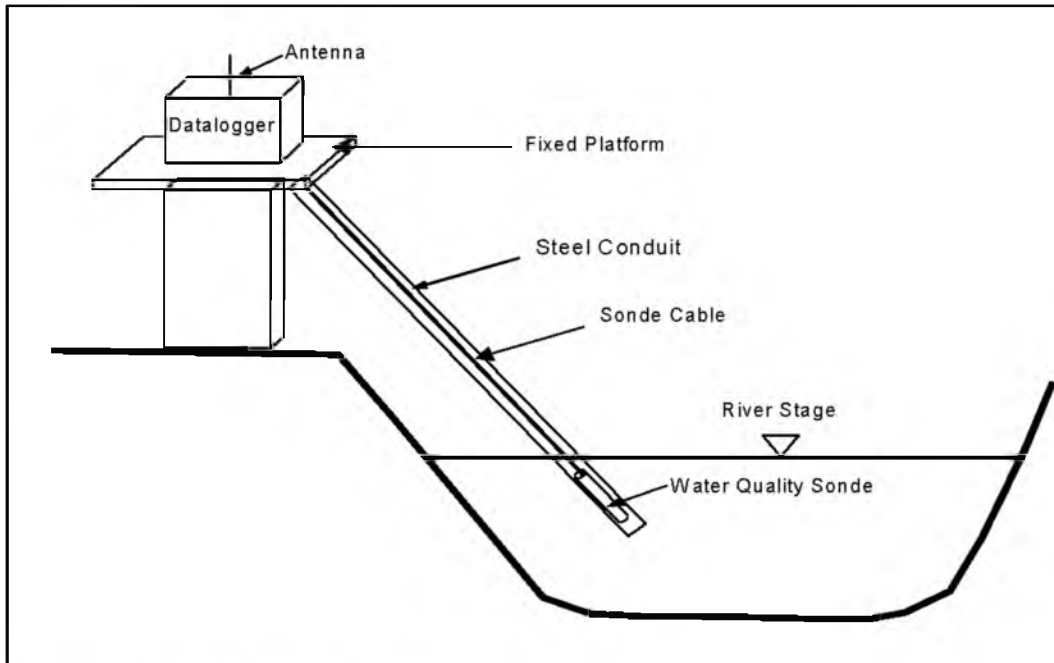 Antenna
Datalogger
Fixed Platform
Steel Conduit
Sonde Cable
River Stage
Water Quality Sonde